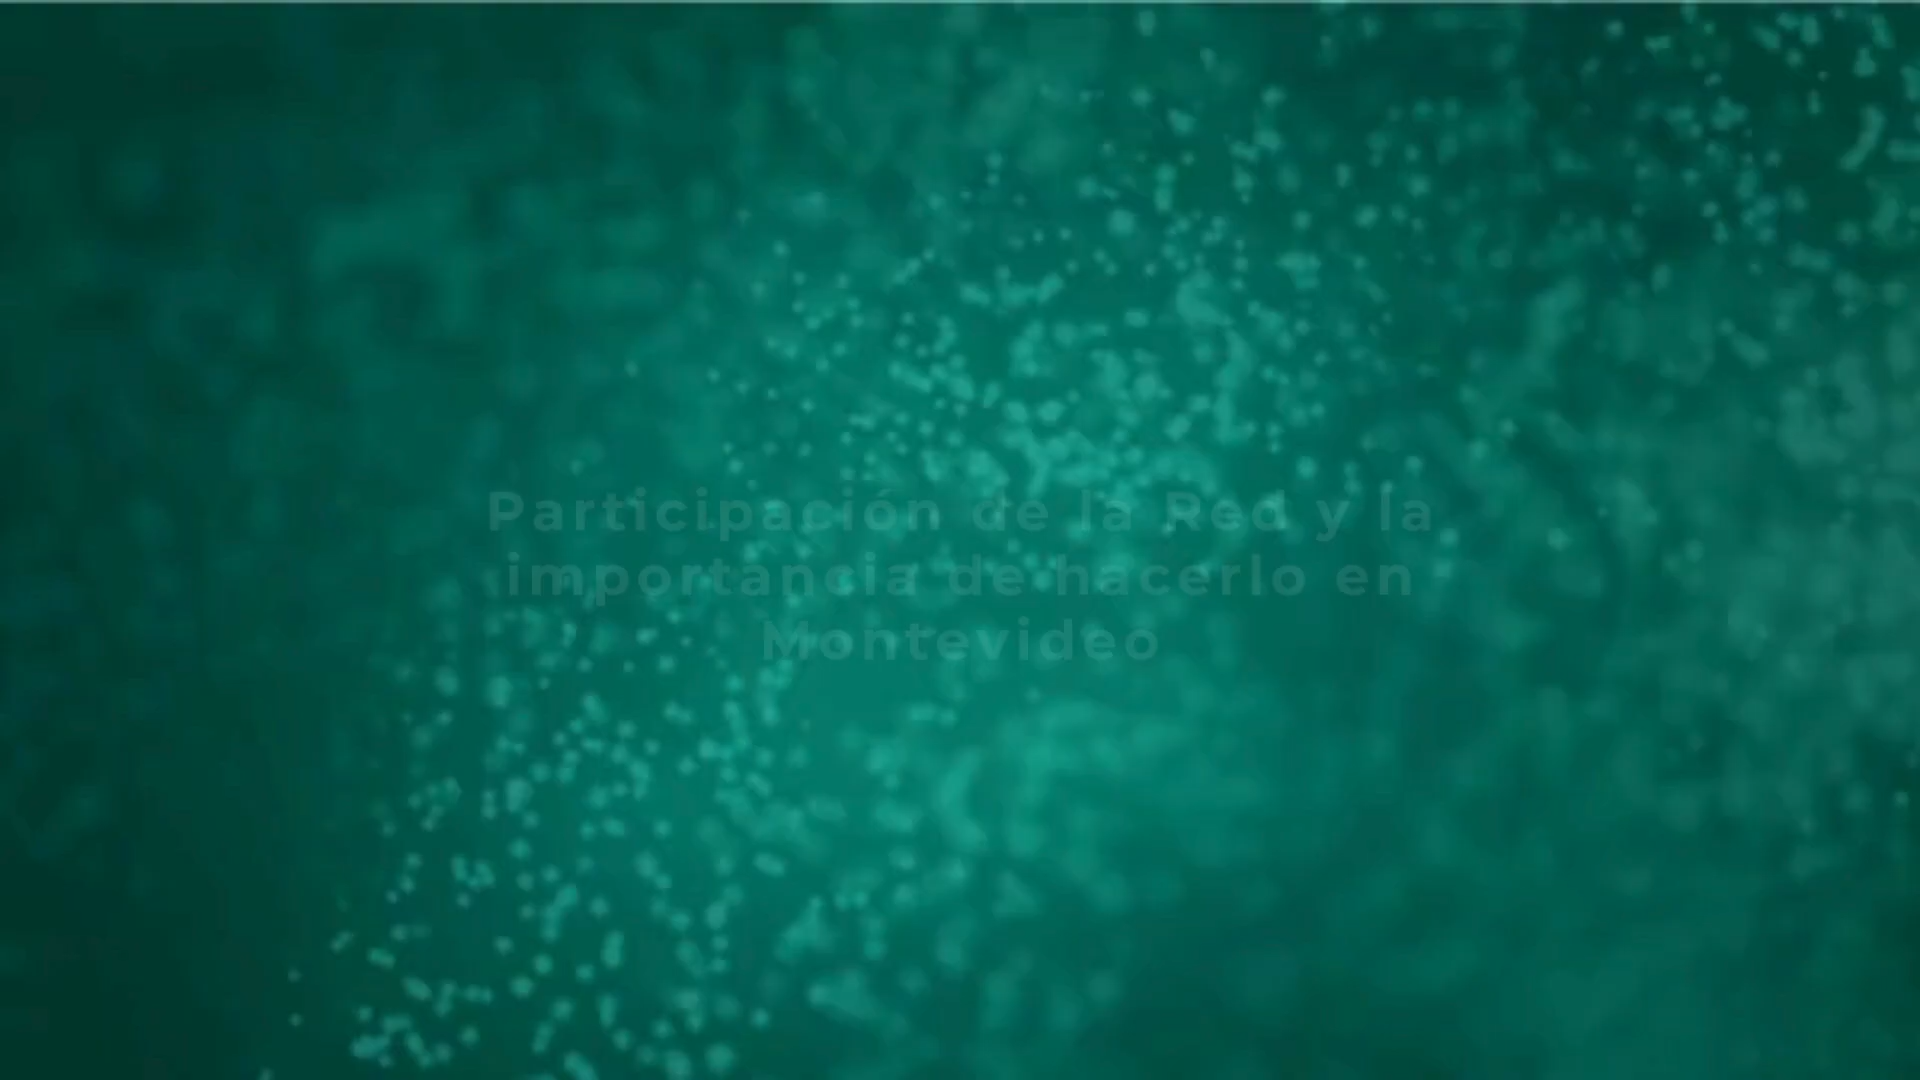 Participación de la Red y la
importancia de hacerlo en
Montevideo